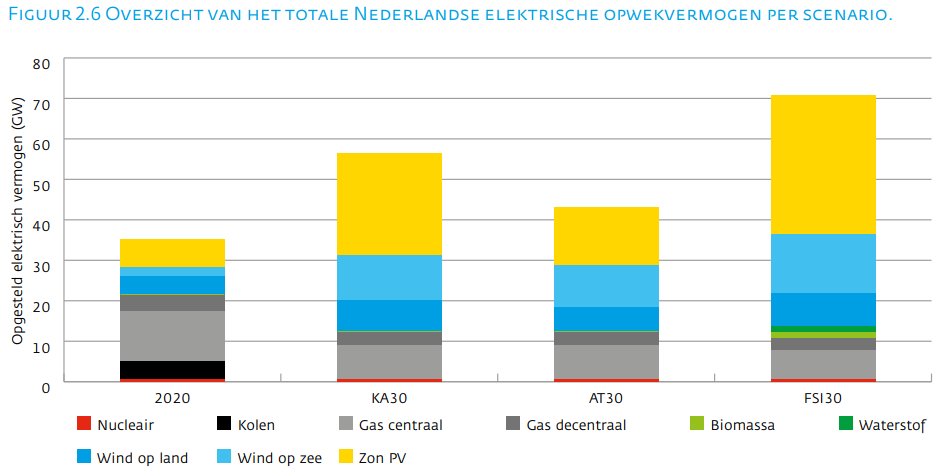 Figuur 2.6 Overzicht van het totale Nederlandse elektrische opwekvermogen per scenario.
Opgesteld elektrisch vermogen (GW)
80
70
60
50
40
30
20
10
0
2020 KA30 AT30 FSI30
Nucleair Kolen Gas centraal Gas decentraal Biomassa Waterstof
Wind op land Wind op zee Zon PV